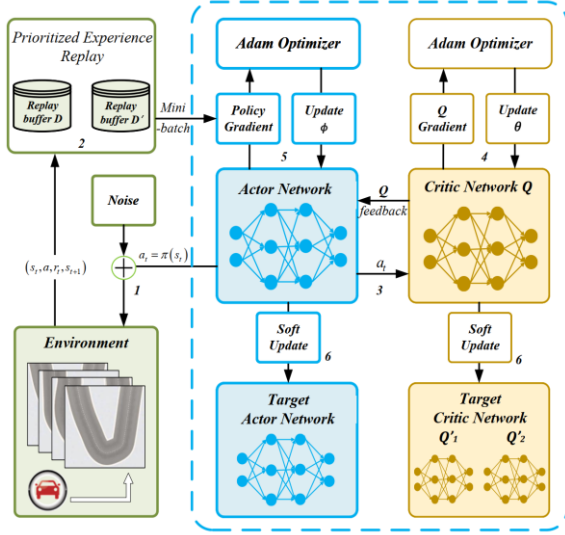 Prioritized Experience
Replay
Replay
buffer D
Replay
buffer D′
2
Mini
-batch
Noise
(s_t, a, r_t, s_{t+1})
a_t = π(s_t)
1
Environment
Adam Optimizer
Policy
Gradient
Update
ϕ
5
Actor Network
Q
feedback
a_t
3
Soft
Update
6
Target
Actor Network
Adam Optimizer
Q
Gradient
Update
θ
4
Critic Network Q
Soft
Update
6
Target
Critic Network
Q′₁
Q′₂